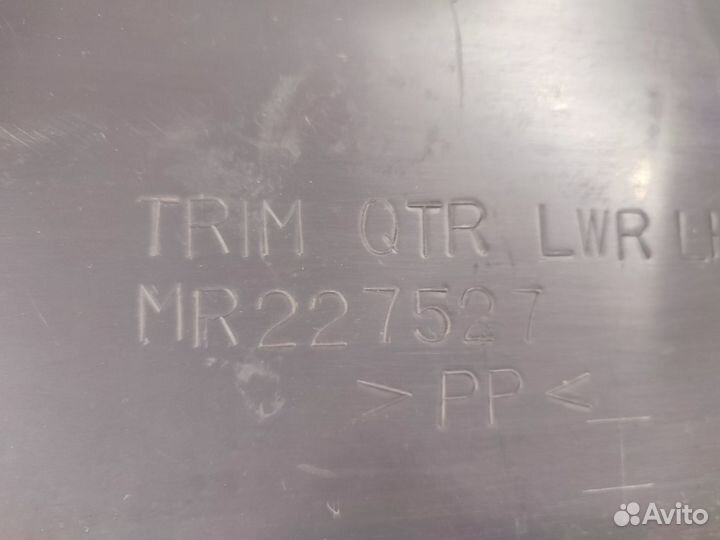 TRIM QTR LWR
MR227527
>PP<
Avito